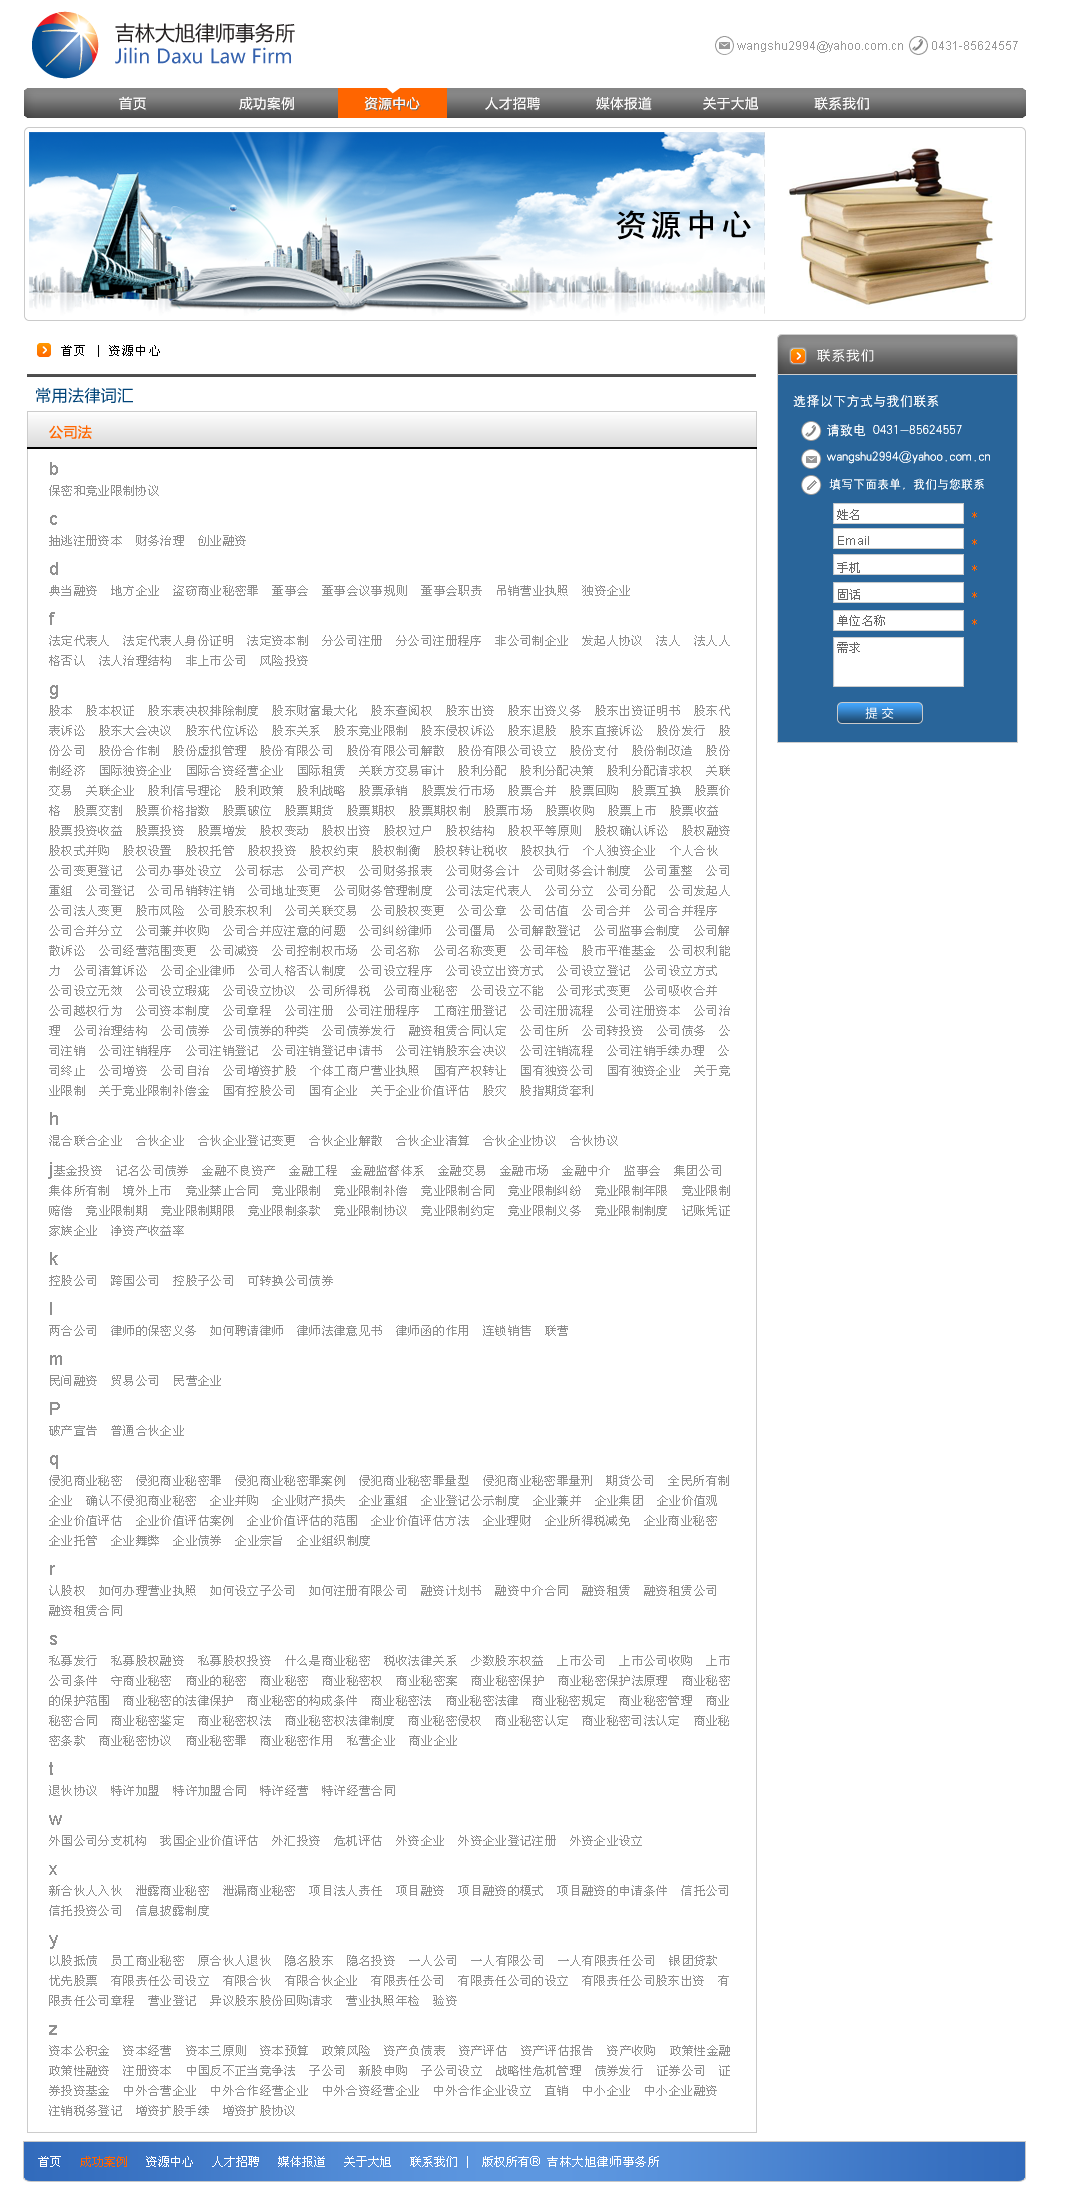 吉林大旭律师事务所
Jilin Daxu Law Firm
wangshu2994@yahoo.com.cn 0431-85624557
首页 成功案例 资源中心 人才招聘 媒体报道 关于大旭 联系我们
资源中心
首页 | 资源中心
常用法律词汇
公司法
b
保密和竞业限制协议
c
抽逃注册资本 财务治理 创业融资
d
典当融资 地方企业 盗窃商业秘密罪 董事会 董事会议事规则 董事会职责 吊销营业执照 独资企业
f
法定代表人 法定代表人身份证明 法定资本制 分公司注册 分公司注册程序 非公司制企业 发起人协议 法人 法人人
格否认 法人治理结构 非上市公司 风险投资
g
股本 股本权证 股东表决权排除制度 股东财富最大化 股东查阅权 股东出资 股东出资义务 股东出资证明书 股东代
表诉讼 股东大会决议 股东代位诉讼 股东关系 股东竞业限制 股东侵权诉讼 股东退股 股东直接诉讼 股份发行 股
份公司 股份合作制 股份虚拟管理 股份有限公司 股份有限公司解散 股份有限公司设立 股份支付 股份制改造 股份
制经济 国际独资企业 国际合资经营企业 国际租赁 关联方交易审计 股利分配 股利分配决策 股利分配请求权 关联
交易 关联企业 股利信号理论 股利政策 股利战略 股票承销 股票发行市场 股票合并 股票回购 股票互换 股票价
格 股票交割 股票价格指数 股票破位 股票期货 股票期权 股票期权制 股票市场 股票收购 股票上市 股票收益
股票投资收益 股票投资 股票增发 股权变动 股权出资 股权过户 股权结构 股权平等原则 股权确认诉讼 股权融资
股权式并购 股权设置 股权托管 股权投资 股权约束 股权制衡 股权转让税收 股权执行 个人独资企业 个人合伙
公司变更登记 公司办事处设立 公司标志 公司产权 公司财务报表 公司财务会计 公司财务会计制度 公司重整 公司
重组 公司登记 公司吊销转注销 公司地址变更 公司财务管理制度 公司法定代表人 公司分立 公司分配 公司发起人
公司法人变更 股市风险 公司股东权利 公司关联交易 公司股权变更 公司公章 公司估值 公司合并 公司合并程序
公司合并分立 公司兼并收购 公司合并应注意的问题 公司纠纷律师 公司僵局 公司解散登记 公司监事会制度 公司解
散诉讼 公司经营范围变更 公司减资 公司控制权市场 公司名称 公司名称变更 公司年检 股市平准基金 公司权利能
力 公司清算诉讼 公司企业律师 公司人格否认制度 公司设立程序 公司设立出资方式 公司设立登记 公司设立方式
公司设立无效 公司设立瑕疵 公司设立协议 公司所得税 公司商业秘密 公司设立不能 公司形式变更 公司吸收合并
公司越权行为 公司资本制度 公司章程 公司注册 公司注册程序 工商注册登记 公司注册流程 公司注册资本 公司治
理 公司治理结构 公司债券 公司债券的种类 公司债券发行 融资租赁合同认定 公司住所 公司转投资 公司债务 公
司注销 公司注销程序 公司注销登记 公司注销登记申请书 公司注销股东会决议 公司注销流程 公司注销手续办理 公
司终止 公司增资 公司自治 公司增资扩股 个体工商户营业执照 国有产权转让 国有独资公司 国有独资企业 关于竞
业限制 关于竞业限制补偿金 国有控股公司 国有企业 关于企业价值评估 股灾 股指期货套利
h
混合联合企业 合伙企业 合伙企业登记变更 合伙企业解散 合伙企业清算 合伙企业协议 合伙协议
j基金投资 记名公司债券 金融不良资产 金融工程 金融监督体系 金融交易 金融市场 金融中介 监事会 集团公司
集体所有制 境外上市 竞业禁止合同 竞业限制 竞业限制补偿 竞业限制合同 竞业限制纠纷 竞业限制年限 竞业限制
赔偿 竞业限制期 竞业限制期限 竞业限制条款 竞业限制协议 竞业限制约定 竞业限制义务 竞业限制制度 记账凭证
家族企业 净资产收益率
k
控股公司 跨国公司 控股子公司 可转换公司债券
l
两合公司 律师的保密义务 如何聘请律师 律师法律意见书 律师函的作用 连锁销售 联营
m
民间融资 贸易公司 民营企业
P
破产宣告 普通合伙企业
q
侵犯商业秘密 侵犯商业秘密罪 侵犯商业秘密罪案例 侵犯商业秘密罪量型 侵犯商业秘密罪量刑 期货公司 全民所有制
企业 确认不侵犯商业秘密 企业并购 企业财产损失 企业重组 企业登记公示制度 企业兼并 企业集团 企业价值观
企业价值评估 企业价值评估案例 企业价值评估的范围 企业价值评估方法 企业理财 企业所得税减免 企业商业秘密
企业托管 企业舞弊 企业债券 企业宗旨 企业组织制度
r
认股权 如何办理营业执照 如何设立子公司 如何注册有限公司 融资计划书 融资中介合同 融资租赁 融资租赁公司
融资租赁合同
s
私募发行 私募股权融资 私募股权投资 什么是商业秘密 税收法律关系 少数股东权益 上市公司 上市公司收购 上市
公司条件 守商业秘密 商业的秘密 商业秘密 商业秘密权 商业秘密案 商业秘密保护 商业秘密保护法原理 商业秘密
的保护范围 商业秘密的法律保护 商业秘密的构成条件 商业秘密法 商业秘密法律 商业秘密规定 商业秘密管理 商业
秘密合同 商业秘密鉴定 商业秘密权法 商业秘密权法律制度 商业秘密侵权 商业秘密认定 商业秘密司法认定 商业秘
密条款 商业秘密协议 商业秘密罪 商业秘密作用 私营企业 商业企业
t
退伙协议 特许加盟 特许加盟合同 特许经营 特许经营合同
w
外国公司分支机构 我国企业价值评估 外汇投资 危机评估 外资企业 外资企业登记注册 外资企业设立
x
新合伙人入伙 泄露商业秘密 泄漏商业秘密 项目法人责任 项目融资 项目融资的模式 项目融资的申请条件 信托公司
信托投资公司 信息披露制度
y
以股抵债 员工商业秘密 原合伙人退伙 隐名股东 隐名投资 一人公司 一人有限公司 一人有限责任公司 银团贷款
优先股票 有限责任公司设立 有限合伙 有限合伙企业 有限责任公司 有限责任公司的设立 有限责任公司股东出资 有
限责任公司章程 营业登记 异议股东股份回购请求 营业执照年检 验资
z
资本公积金 资本经营 资本三原则 资本预算 政策风险 资产负债表 资产评估 资产评估报告 资产收购 政策性金融
政策性融资 注册资本 中国反不正当竞争法 子公司 新股申购 子公司设立 战略性危机管理 债券发行 证券公司 证
券投资基金 中外合营企业 中外合作经营企业 中外合资经营企业 中外合作企业设立 直销 中小企业 中小企业融资
注销税务登记 增资扩股手续 增资扩股协议
联系我们
选择以下方式与我们联系
请致电 0431-85624557
wangshu2994@yahoo.com.cn
填写下面表单，我们与您联系
姓名 *
Email *
手机 *
固话 *
单位名称 *
需求
提 交
首页 成功案例 资源中心 人才招聘 媒体报道 关于大旭 联系我们 | 版权所有® 吉林大旭律师事务所